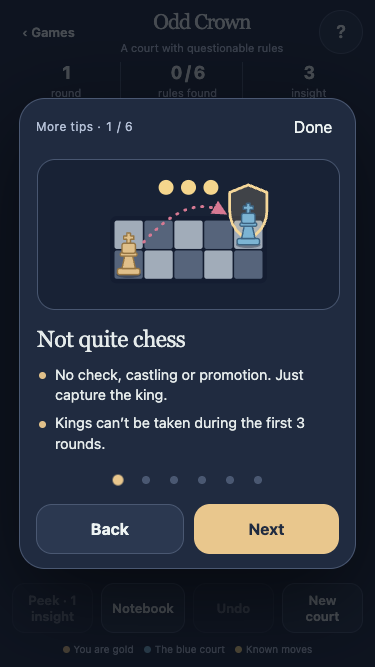 ‹ Games
Odd Crown
?
A court with questionable rules
1
0/6
3
round
rules found
insight
More tips · 1 / 6
Done
Not quite chess
No check, castling or promotion. Just
capture the king.
Kings can’t be taken during the first 3
rounds.
Back
Next
Peek · 1
insight
Notebook
Undo
New
court
You are gold
The blue court
Known moves